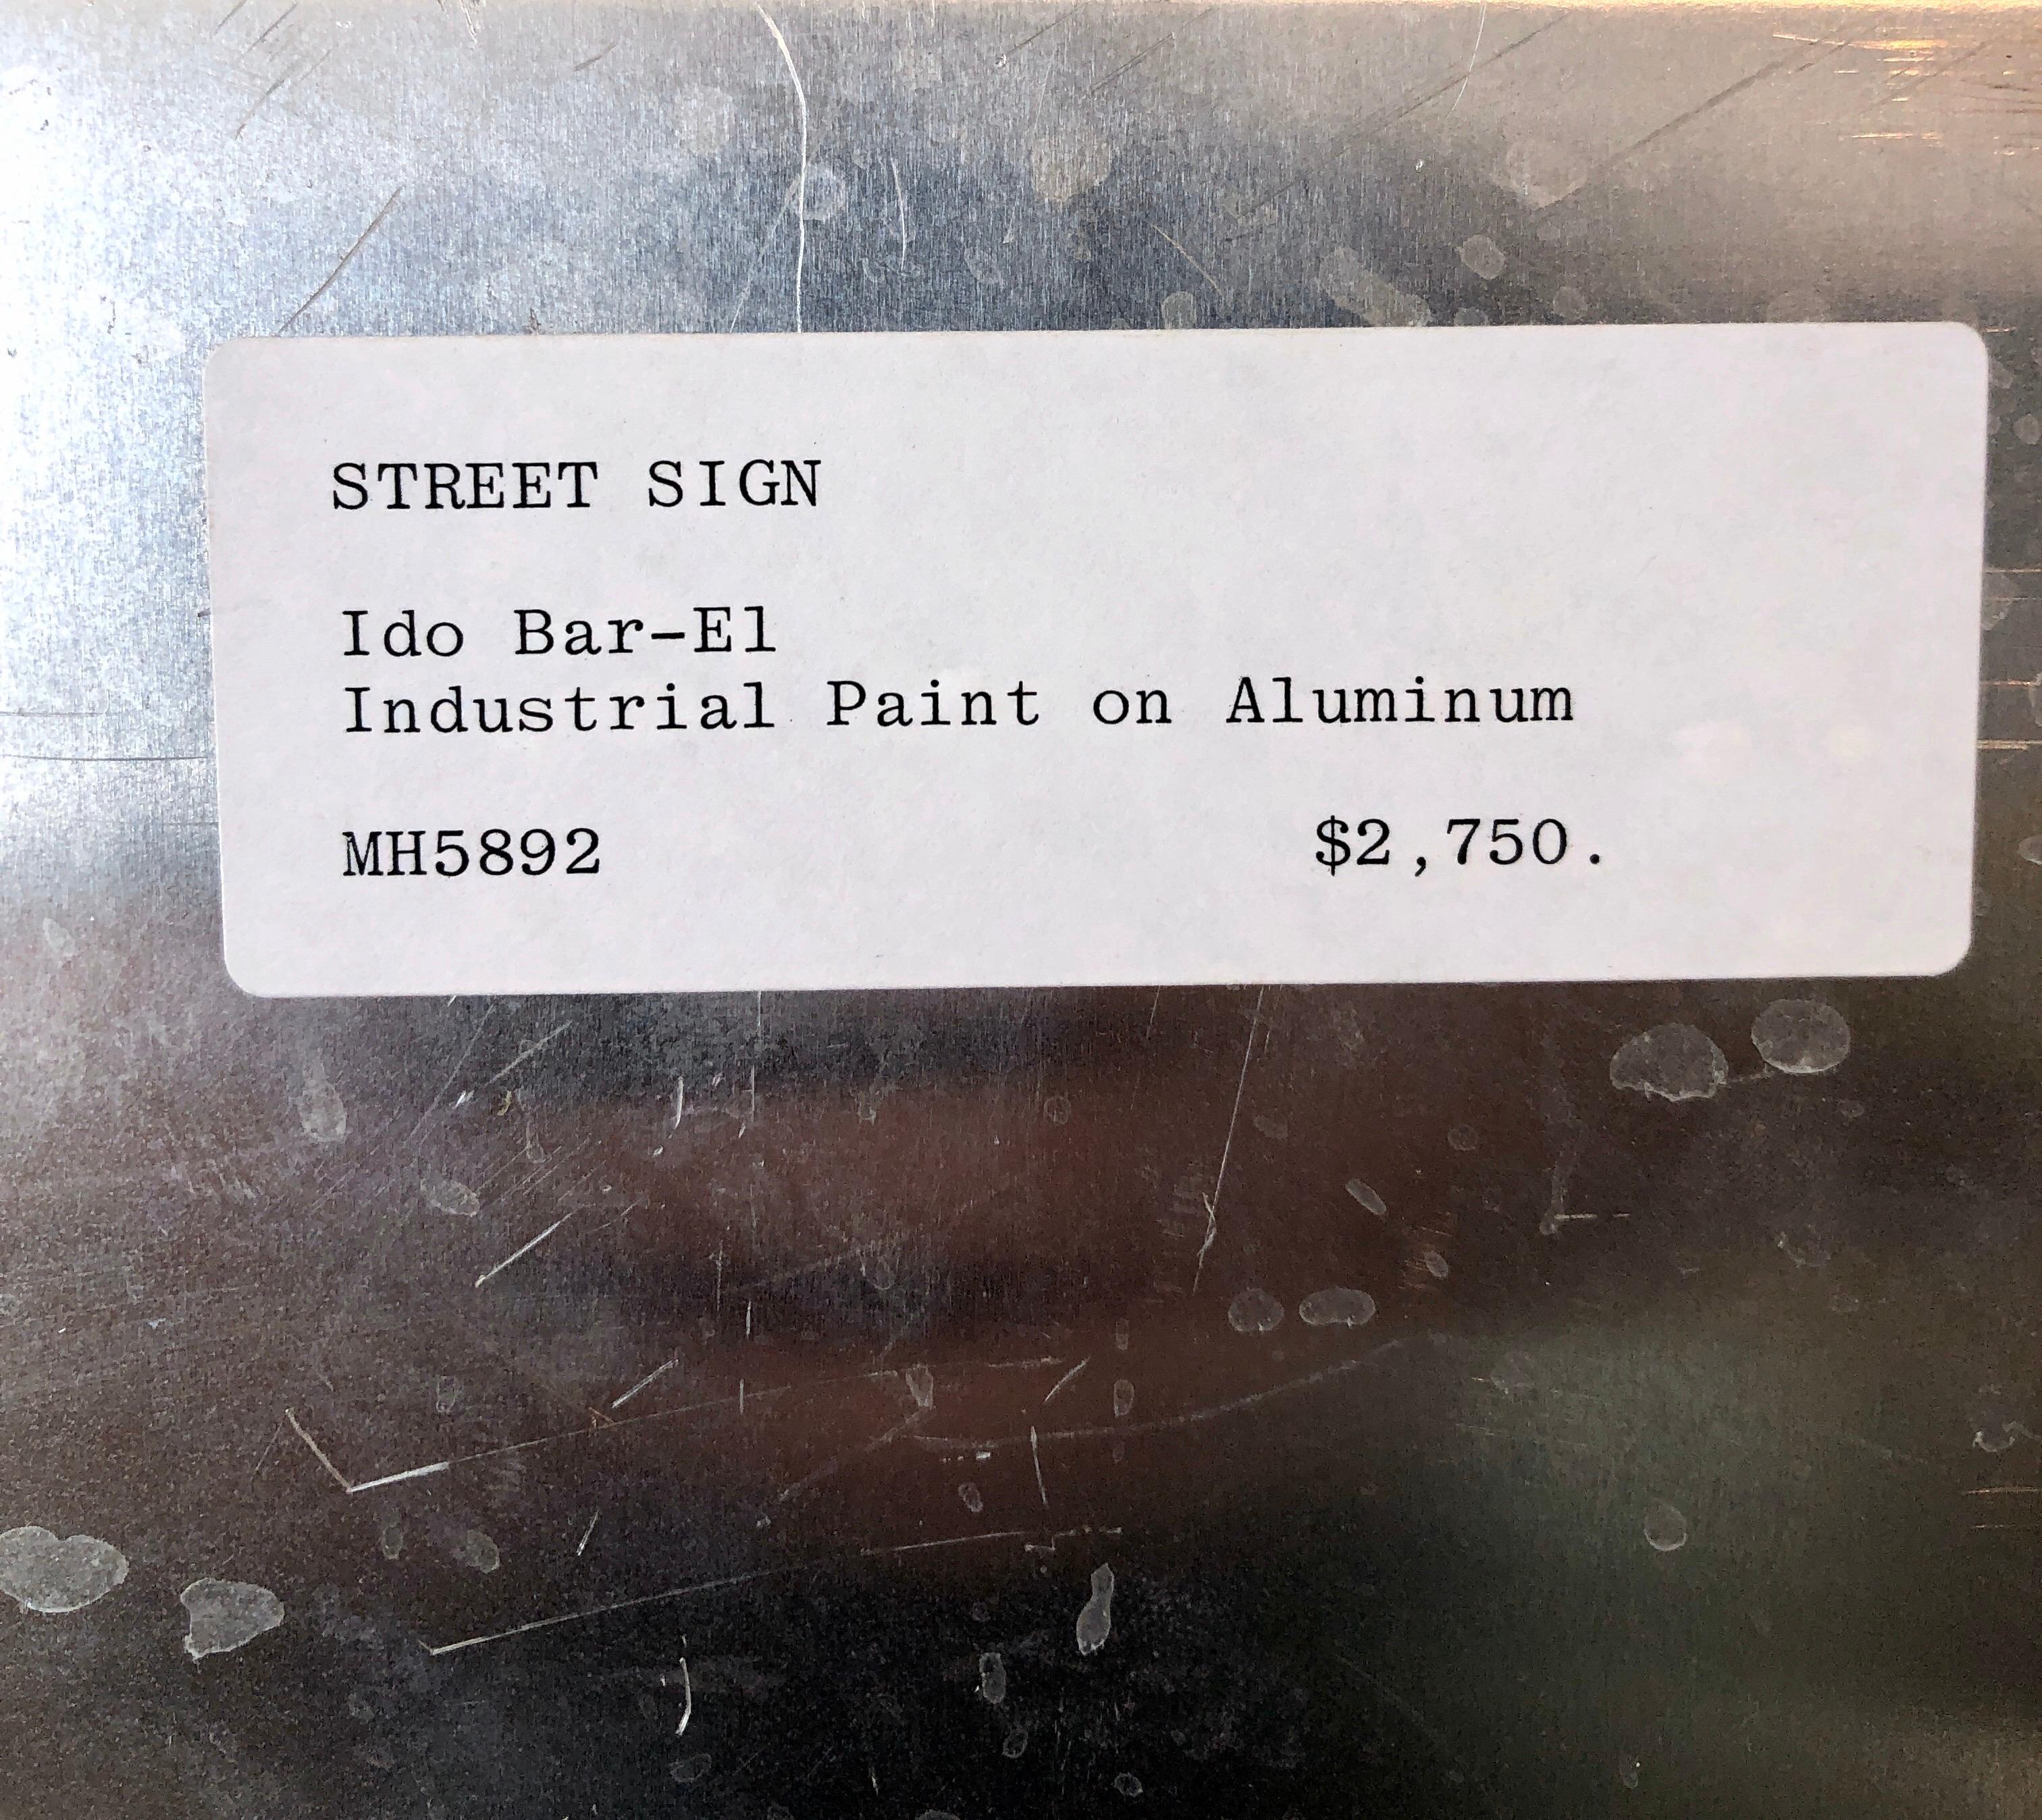 STREET SIGN
Ido Bar-El
Industrial Paint on Aluminum
MH5892 $2,750.